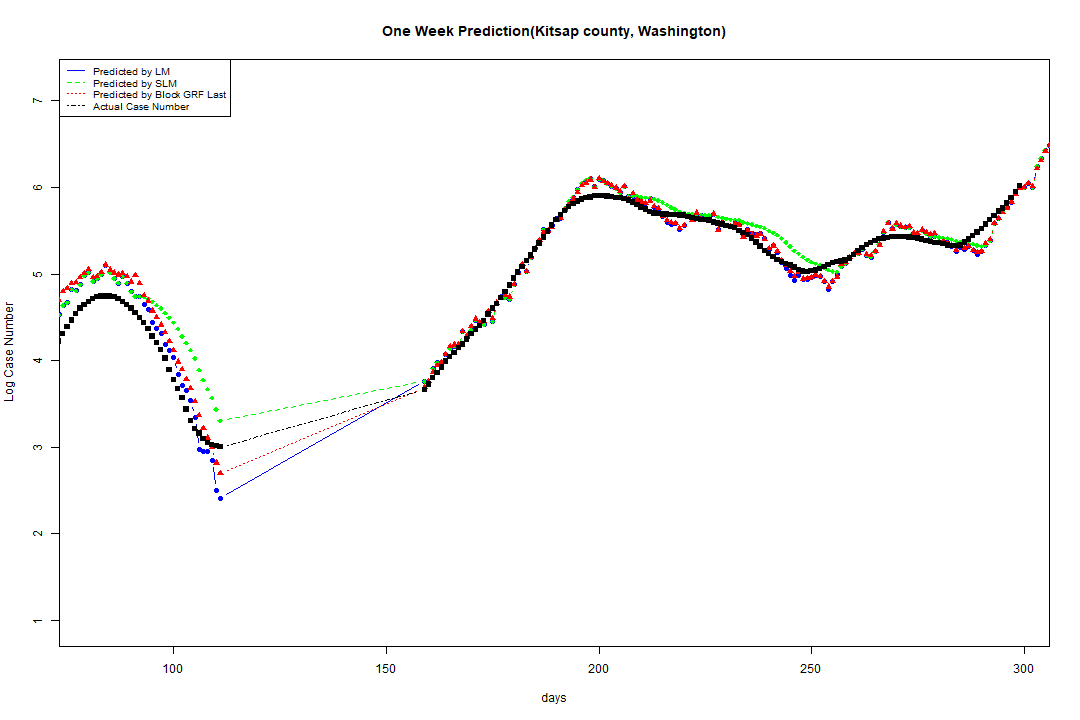 One Week Prediction(Kitsap county, Washington)
Predicted by LM
Predicted by SLM
Predicted by Block GRF Last
Actual Case Number
7
6
5
4
3
2
1
Log Case Number
100 150 200 250 300
days